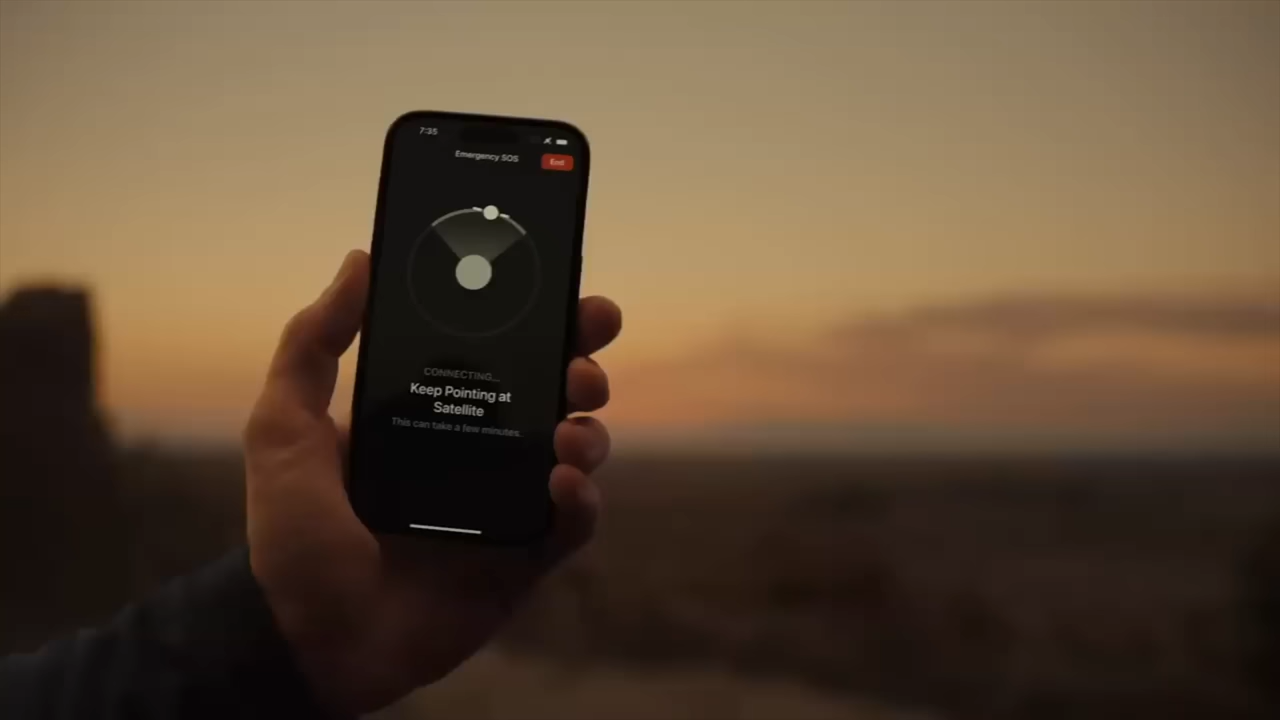 7:35
Emergency SOS
End
CONNECTING...
Keep Pointing at
Satellite
This can take a few minutes.